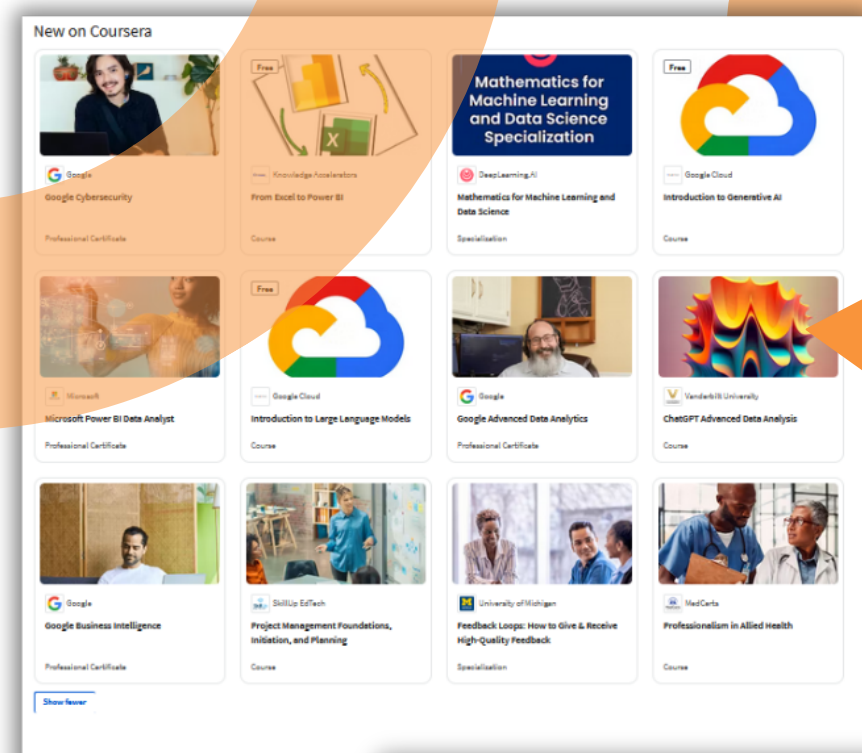 New on Coursera
Free
Mathematics for
Machine Learning
and Data Science
Specialization
Free
Google
Knowledge Accelerators
DeepLearning.AI
Google Cloud
Google Cybersecurity
From Excel to Power BI
Mathematics for Machine Learning and
Data Science
Introduction to Generative AI
Professional Certificate
Course
Specialization
Course
Free
Microsoft
Google Cloud
Google
Vanderbilt University
Microsoft Power BI Data Analyst
Introduction to Large Language Models
Google Advanced Data Analytics
ChatGPT Advanced Data Analysis
Professional Certificate
Course
Professional Certificate
Course
Google
SkillUp EdTech
University of Michigan
MedCerts
Google Business Intelligence
Project Management Foundations,
Initiation, and Planning
Feedback Loops: How to Give & Receive
High-Quality Feedback
Professionalism in Allied Health
Professional Certificate
Course
Specialization
Course
Show fewer